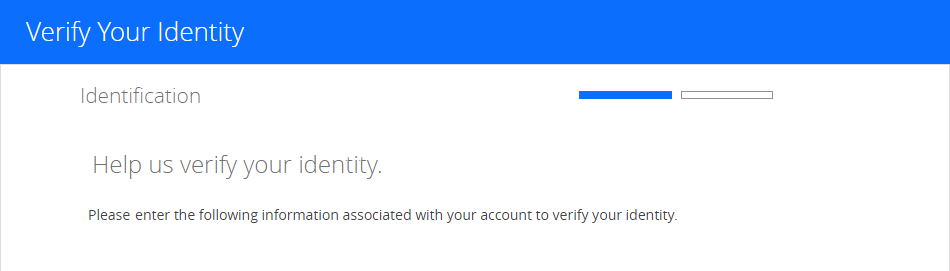 Verify Your Identity
Identification
Help us verify your identity.
Please enter the following information associated with your account to verify your identity.